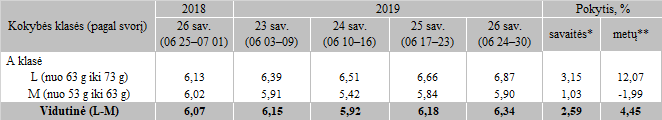 Kokybės klasės (pagal svorį) 2018 2019 Pokytis, %
26 sav. (06 25–07 01) 23 sav. (06 03–09) 24 sav. (06 10–16) 25 sav. (06 17–23) 26 sav. (06 24–30) savaitės* metų**
A klasė
L (nuo 63 g iki 73 g) 6,13 6,39 6,51 6,66 6,87 3,15 12,07
M (nuo 53 g iki 63 g) 6,02 5,91 5,42 5,84 5,90 1,03 -1,99
Vidutinė (L-M) 6,07 6,15 5,92 6,18 6,34 2,59 4,45